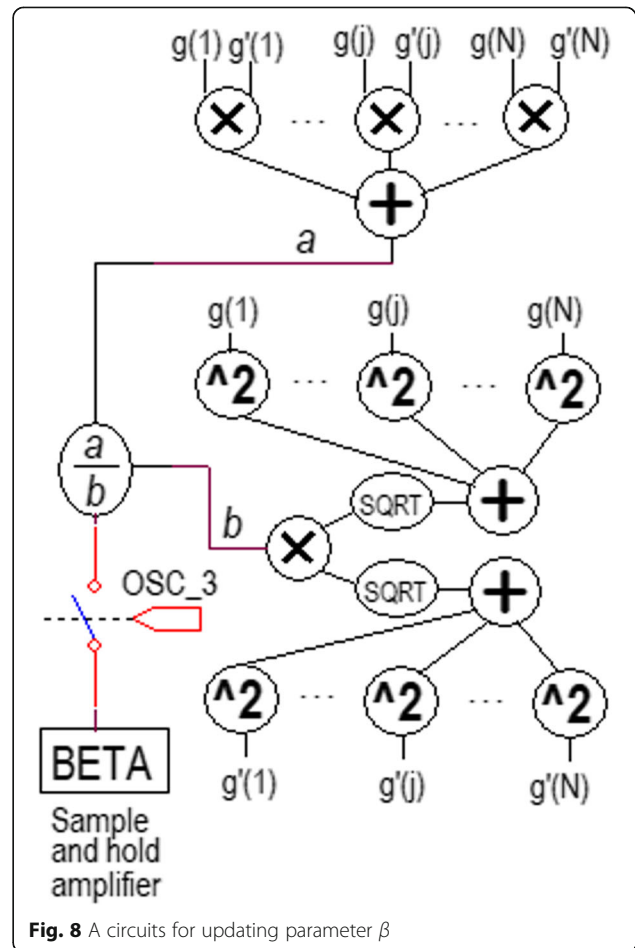 g(1) g'(1) g(j) g'(j) g(N) g'(N)
× ... × ... ×
+
a
g(1) g(j) g(N)
^2 ... ^2 ... ^2
a
b
SQRT +
b
×
SQRT +
OSC_3
^2 ... ^2 ... ^2
BETA
g'(1) g'(j) g'(N)
Sample
and hold
amplifier
Fig. 8 A circuits for updating parameter β